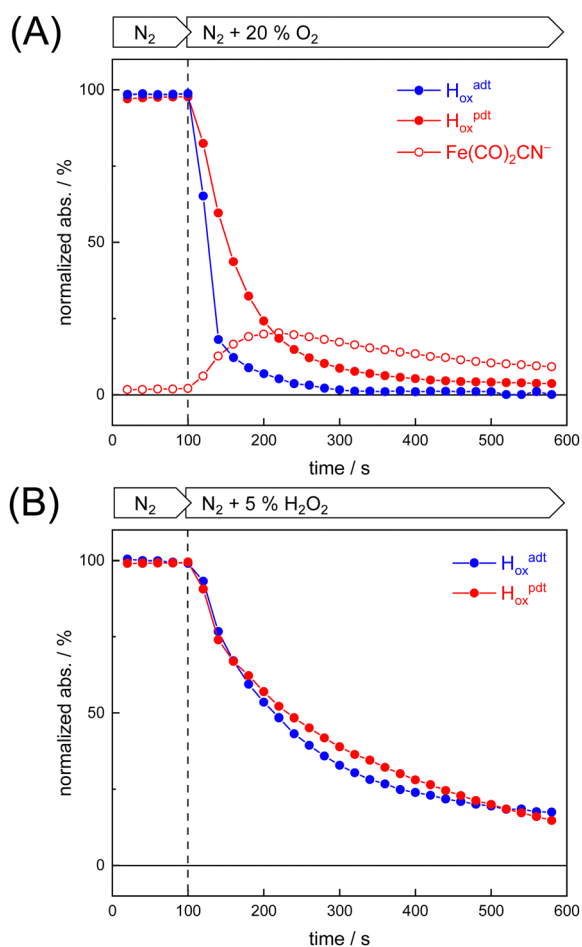 (A)
N₂ N₂ + 20 % O₂
normalized abs. / %
100
50
0
Hₒₓᵃᵈᵗ
Hₒₓᵖᵈᵗ
Fe(CO)₂CN⁻
0 100 200 300 400 500 600
time / s
(B)
N₂ N₂ + 5 % H₂O₂
normalized abs. / %
100
50
0
Hₒₓᵃᵈᵗ
Hₒₓᵖᵈᵗ
0 100 200 300 400 500 600
time / s